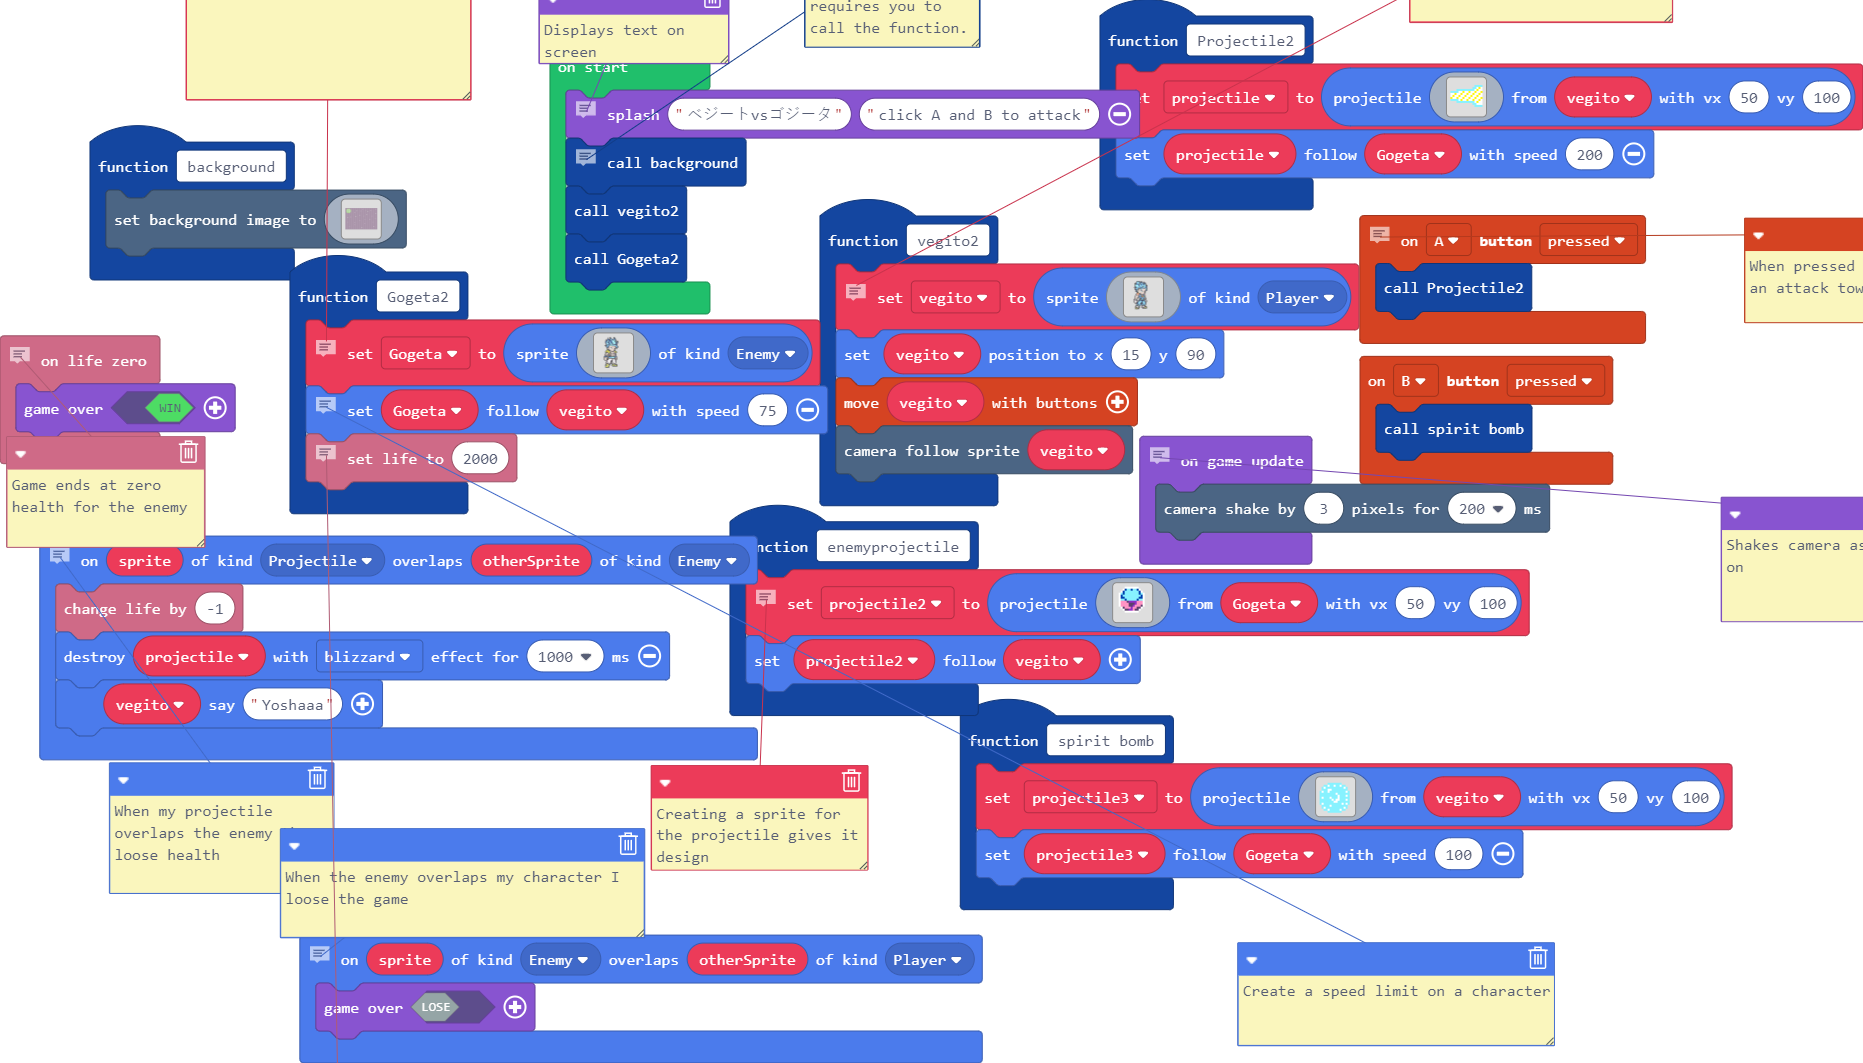 Displays text on
screen
requires you to
call the function.
function Projectile2
set projectile to projectile from vegito with vx 50 vy 100
set projectile follow Gogeta with speed 200
on start
splash "ベジートvsゴジータ" "click A and B to attack"
call background
call vegito2
call Gogeta2
function background
set background image to
function vegito2
set vegito to sprite of kind Player
set vegito position to x 15 y 90
move vegito with buttons
camera follow sprite vegito
on A button pressed
call Projectile2
When pressed
an attack tow
on B button pressed
call spirit bomb
function Gogeta2
set Gogeta to sprite of kind Enemy
set Gogeta follow vegito with speed 75
set life to 2000
on life zero
game over WIN
Game ends at zero
health for the enemy
on game update
camera shake by 3 pixels for 200 ms
Shakes camera as
on
on sprite of kind Projectile overlaps otherSprite of kind Enemy
change life by -1
destroy projectile with blizzard effect for 1000 ms
vegito say "Yoshaaa"
nction enemyprojectile
set projectile2 to projectile from Gogeta with vx 50 vy 100
set projectile2 follow vegito
function spirit bomb
set projectile3 to projectile from vegito with vx 50 vy 100
set projectile3 follow Gogeta with speed 100
When my projectile
overlaps the enemy
loose health
When the enemy overlaps my character I
loose the game
Creating a sprite for
the projectile gives it
design
on sprite of kind Enemy overlaps otherSprite of kind Player
game over LOSE
Create a speed limit on a character